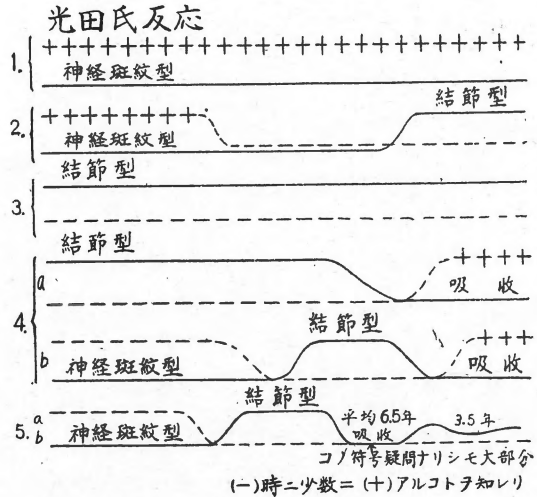 光田氏反応
1. + + + + + + + + + + + + + + + + + + + + + + + +
神経斑紋型
結節型
2. + + + + + + + +
神経斑紋型
結節型
3.
結節型
+ + + +
a
吸收
4.
結節型
+ + +
b
神経斑紋型
吸收
結節型
5. a
b
神経斑紋型
平均6.5年
吸收
3.5年
コノ符号疑問ナリシモ大部分
(-)時ニ少数ニ(+)アルコトヲ知レリ